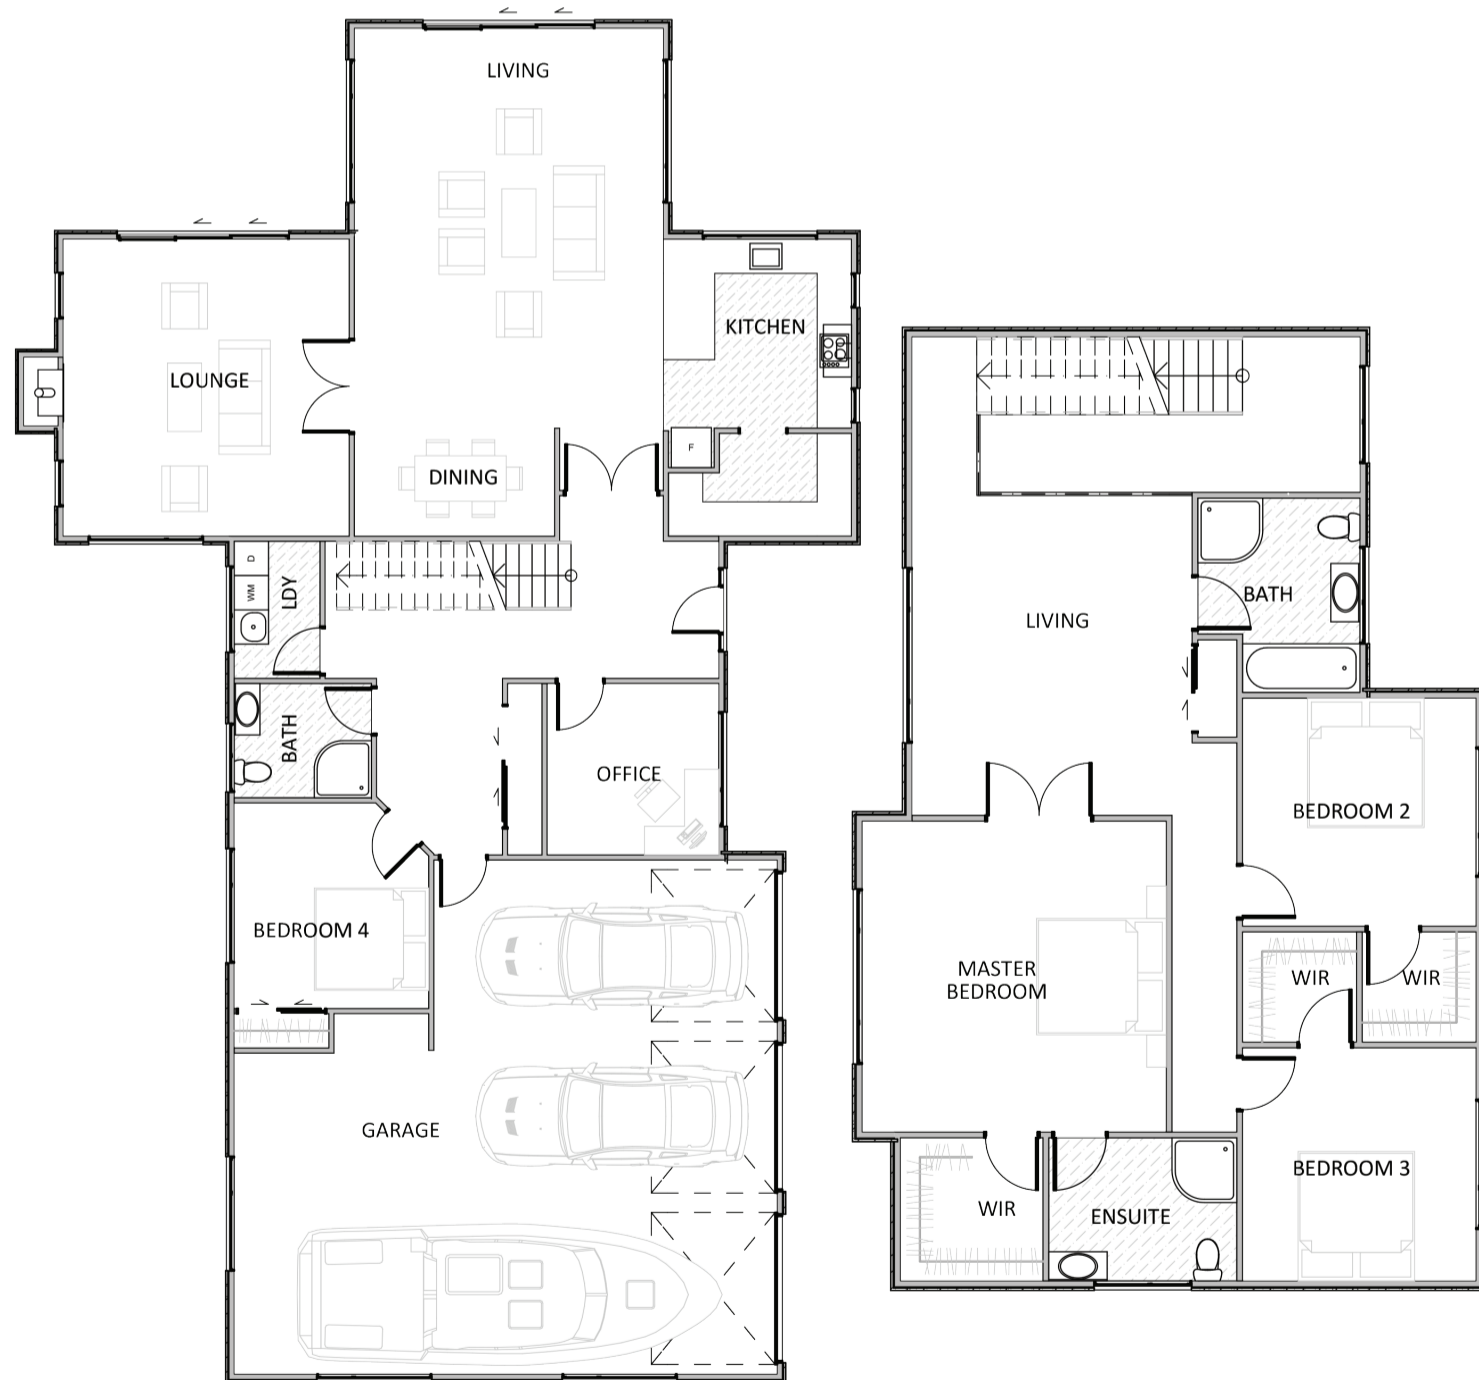 LIVING
KITCHEN
LOUNGE
F
DINING
D
WM
LDY
BATH
OFFICE
BEDROOM 4
GARAGE
BATH
LIVING
BEDROOM 2
MASTER
BEDROOM
WIR
WIR
BEDROOM 3
WIR
ENSUITE